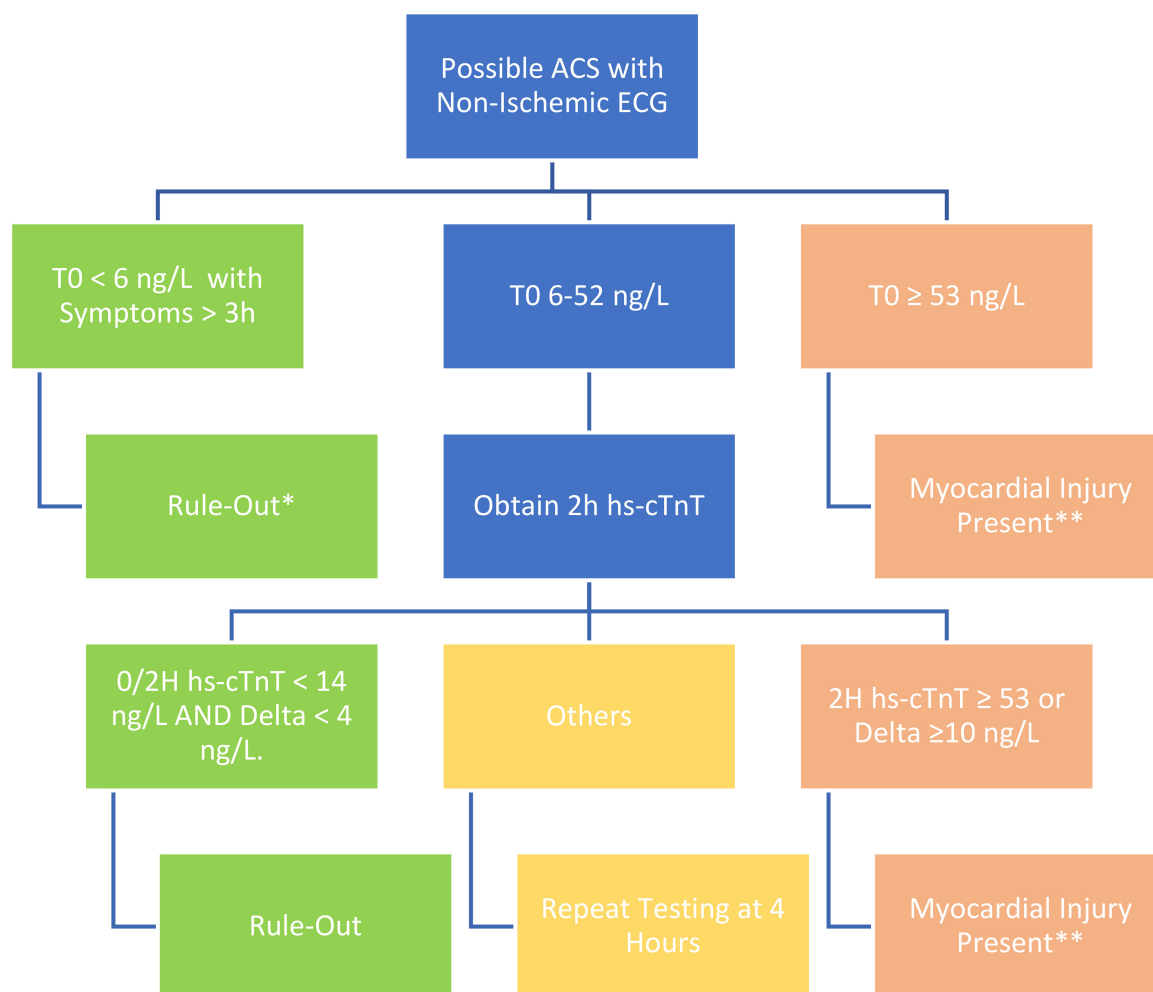 Possible ACS with
Non-Ischemic ECG
T0 < 6 ng/L  with
Symptoms > 3h
T0 6-52 ng/L
T0 ≥ 53 ng/L
Rule-Out*
Obtain 2h hs-cTnT
Myocardial Injury
Present**
0/2H hs-cTnT < 14
ng/L AND Delta < 4
ng/L.
Others
2H hs-cTnT ≥ 53 or
Delta ≥10 ng/L
Rule-Out
Repeat Testing at 4
Hours
Myocardial Injury
Present**